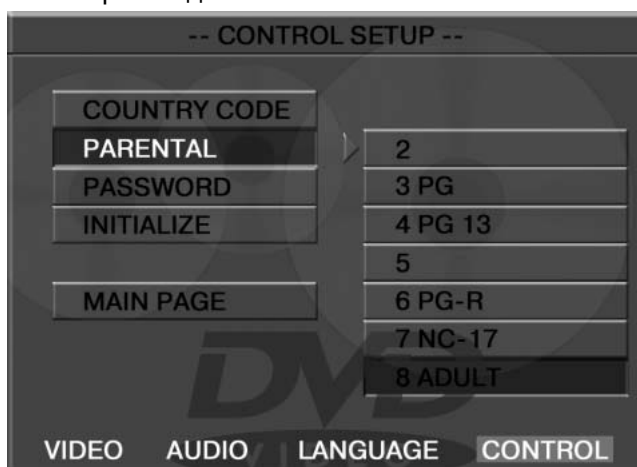 -- CONTROL SETUP --
COUNTRY CODE
PARENTAL
PASSWORD
INITIALIZE
MAIN PAGE
2
3 PG
4 PG 13
5
6 PG-R
7 NC-17
8 ADULT
DVD
VIDEO
VIDEO AUDIO LANGUAGE CONTROL